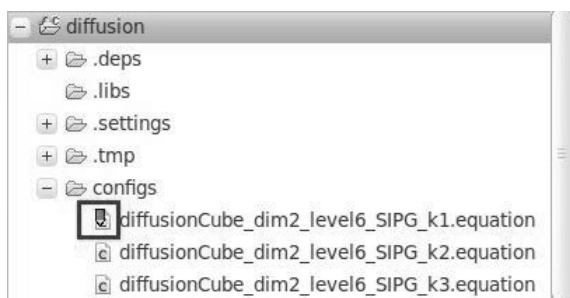 diffusion
.deps
.libs
.settings
.tmp
configs
diffusionCube_dim2_level6_SIPG_k1.equation
c diffusionCube_dim2_level6_SIPG_k2.equation
c diffusionCube_dim2_level6_SIPG_k3.equation